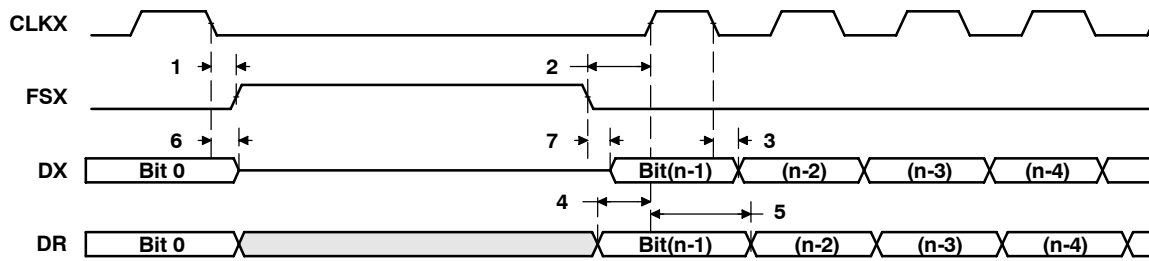 CLKX
1 2
FSX
6 7 3
DX Bit 0 Bit(n-1) (n-2) (n-3) (n-4)
4 5
DR Bit 0 Bit(n-1) (n-2) (n-3) (n-4)